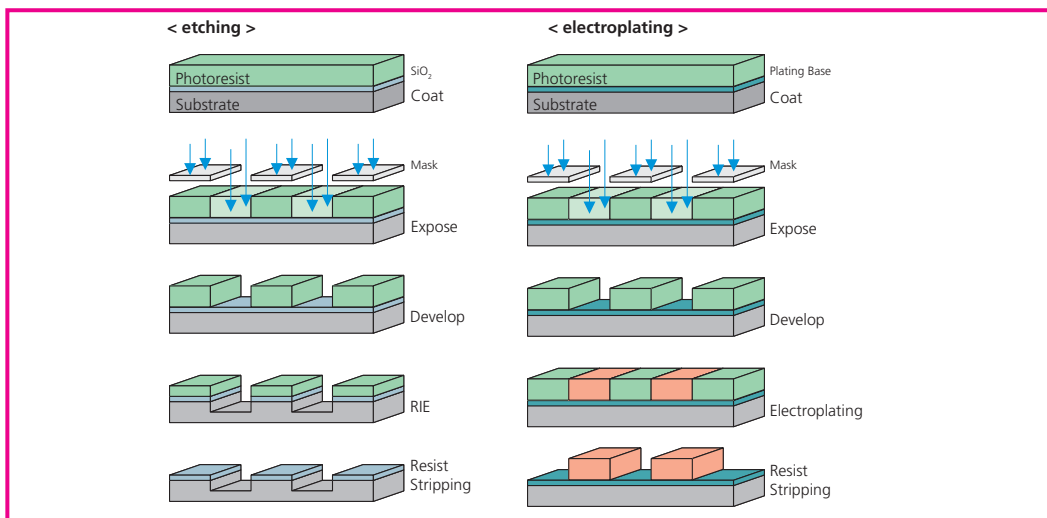 < etching >
Photoresist
SiO₂
Substrate
Coat
Mask
Expose
Develop
RIE
Resist
Stripping
< electroplating >
Photoresist
Plating Base
Substrate
Coat
Mask
Expose
Develop
Electroplating
Resist
Stripping